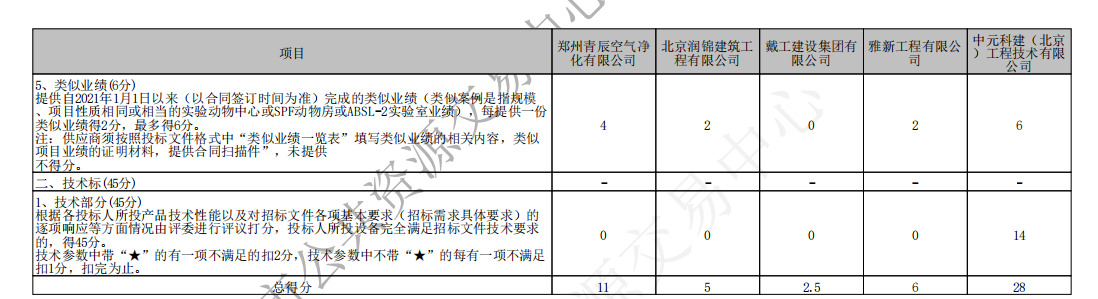 项目
郑州青辰空气净
化有限公司
北京润锦建筑工
程有限公司
戴工建设集团有
限公司
雅新工程有限公
司
中元科建（北京
）工程技术有限
公司
5、类似业绩(6分)
提供自2021年1月1日以来（以合同签订时间为准）完成的类似业绩（类似案例是指规模
、项目性质相同或相当的实验动物中心或SPF动物房或ABSL-2实验室业绩），每提供一份
类似业绩得2分，最多得6分。
注：供应商须按照投标文件格式中“类似业绩一览表”填写类似业绩的相关内容，类似
项目业绩的证明材料，提供合同扫描件”，未提供
不得分。
4
2
0
2
6
二、技术标(45分)
-
-
-
-
-
1、技术部分(45分)
根据各投标人所投产品技术性能以及对招标文件各项基本要求（招标需求具体要求）的
逐项响应等方面情况由评委进行评议打分，投标人所投设备完全满足招标文件技术要求
的，得45分。
技术参数中带“★”的有一项不满足的扣2分，技术参数中不带“★”的每有一项不满足
扣1分，扣完为止。
0
0
0
0
14
总得分
11
5
2.5
6
28
公共资源交易中心
源交易中心